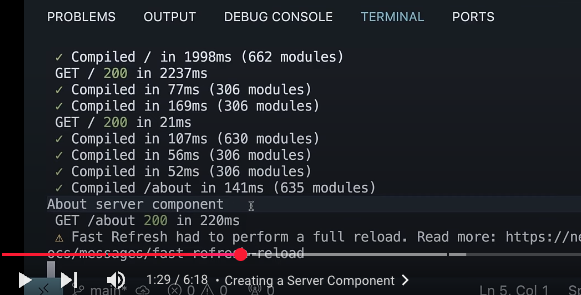 PROBLEMS OUTPUT DEBUG CONSOLE TERMINAL PORTS
✓ Compiled / in 1998ms (662 modules)
GET / 200 in 2237ms
✓ Compiled in 77ms (306 modules)
✓ Compiled in 169ms (306 modules)
GET / 200 in 21ms
✓ Compiled in 107ms (630 modules)
✓ Compiled in 56ms (306 modules)
✓ Compiled in 52ms (306 modules)
✓ Compiled /about in 141ms (635 modules)
About server component
GET /about 200 in 220ms
⚠ Fast Refresh had to perform a full reload. Read more: https://ne
ocs/messages/fast-refresh-reload
1:29 / 6:18 • Creating a Server Component
main* 0 0 0 Ln 5, Col 1